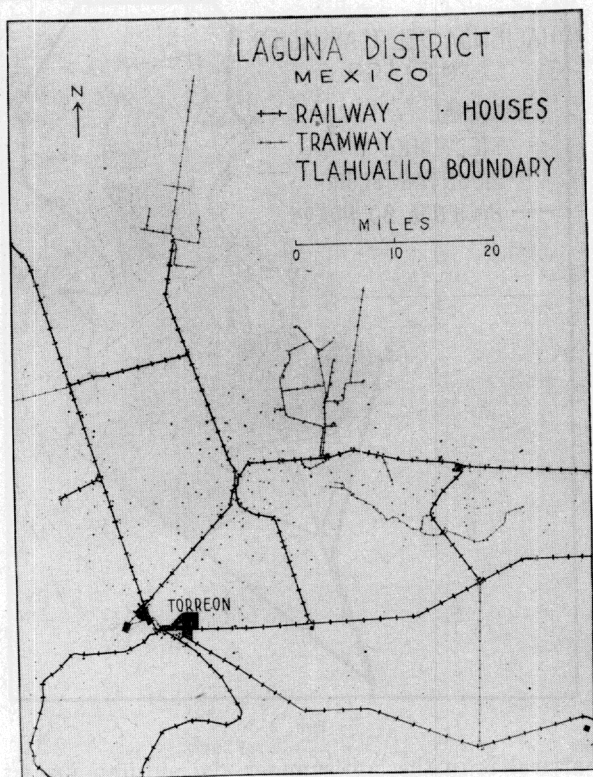 LAGUNA DISTRICT
MEXICO
N
RAILWAY HOUSES
TRAMWAY
TLAHUALILO BOUNDARY
MILES
0 10 20
TORREON